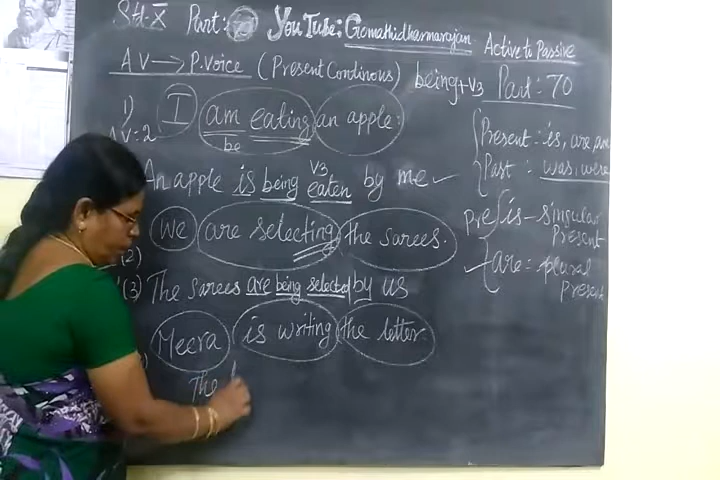 Std-X Part: YouTube: Gomathidharmarajan Active to Passive
AV → P.Voice (Present Continous) being+V3 Part: 70
1) I am eating an apple.
be
AV=2
V3
An apple is being eaten by me ✓
We are selecting the sarees.
(2)
(3) The sarees are being selected by us
Meera is writing the letter.
The
Present : is, are, am
Past : was, were
Pre { is – singular Present
are = plural present